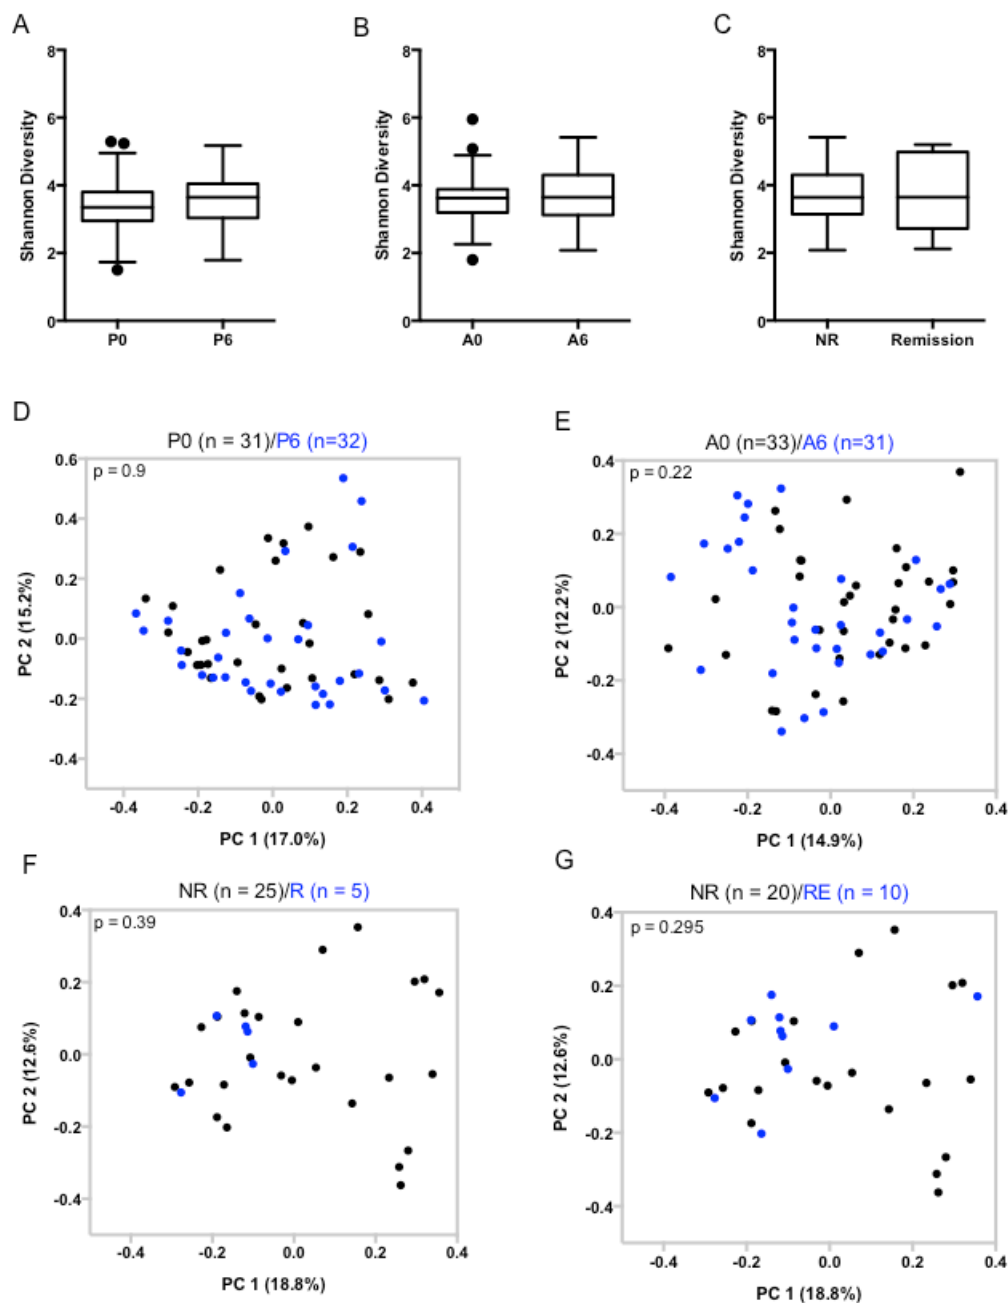 A
B
C
8
6
4
2
0
Shannon Diversity
P0
P6
8
6
4
2
0
Shannon Diversity
A0
A6
8
6
4
2
0
Shannon Diversity
NR
Remission
D
P0 (n = 31)/P6 (n=32)
p = 0.9
0.6
0.4
0.2
0.0
-0.2
-0.4
PC 2 (15.2%)
-0.4
-0.2
0.0
0.2
0.4
PC 1 (17.0%)
E
A0 (n=33)/A6 (n=31)
p = 0.22
0.4
0.2
0.0
-0.2
-0.4
PC 2 (12.2%)
-0.4
-0.2
0.0
0.2
0.4
PC 1 (14.9%)
F
NR (n = 25)/R (n = 5)
p = 0.39
0.4
0.2
0.0
-0.2
-0.4
PC 2 (12.6%)
-0.4
-0.2
0.0
0.2
0.4
PC 1 (18.8%)
G
NR (n = 20)/RE (n = 10)
p = 0.295
0.4
0.2
0.0
-0.2
-0.4
PC 2 (12.6%)
-0.4
-0.2
0.0
0.2
0.4
PC 1 (18.8%)